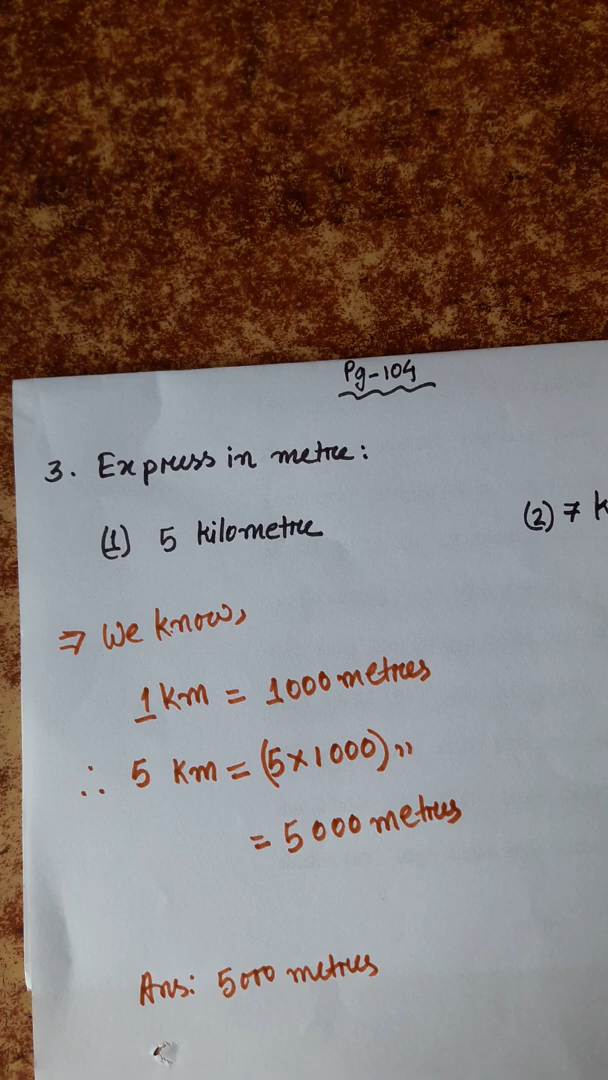 Pg-104
3. Express in metre:
(1) 5 kilometre
(2) 7 k
⇒ We know,
1 km = 1000 metres
∴ 5 km = (5×1000) "
= 5000 metres
Ans: 5000 metres